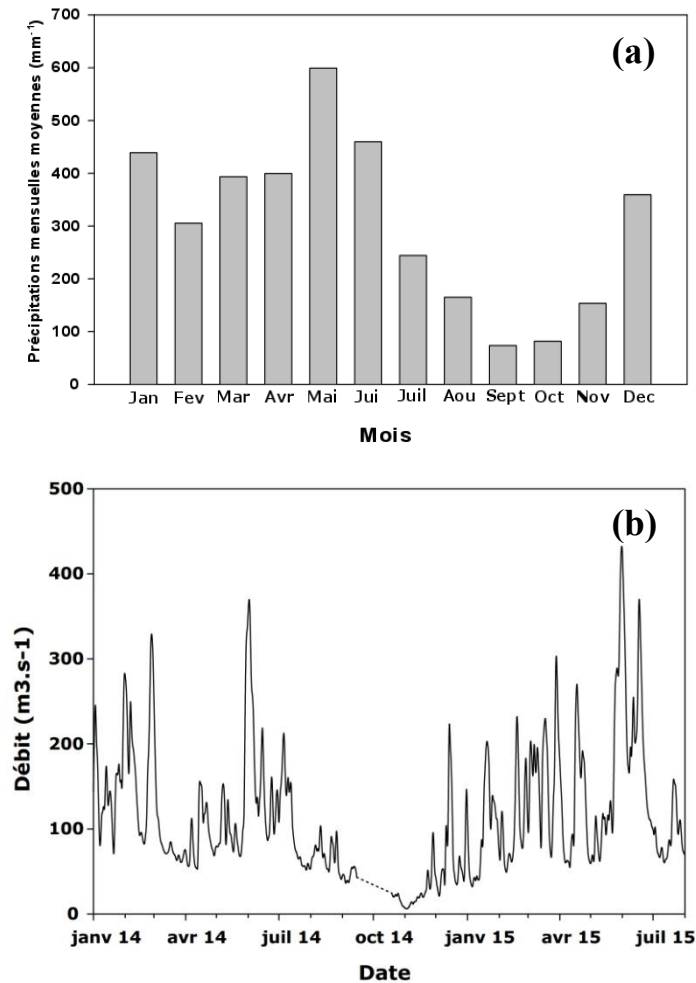 700
(a)
600
500
400
300
200
100
0
Précipitations mensuelles moyennes (mm⁻¹)
Jan Fev Mar Avr Mai Jui Juil Aou Sept Oct Nov Dec
Mois
500
(b)
400
300
200
100
0
Débit (m3.s-1)
janv 14 avr 14 juil 14 oct 14 janv 15 avr 15 juil 15
Date